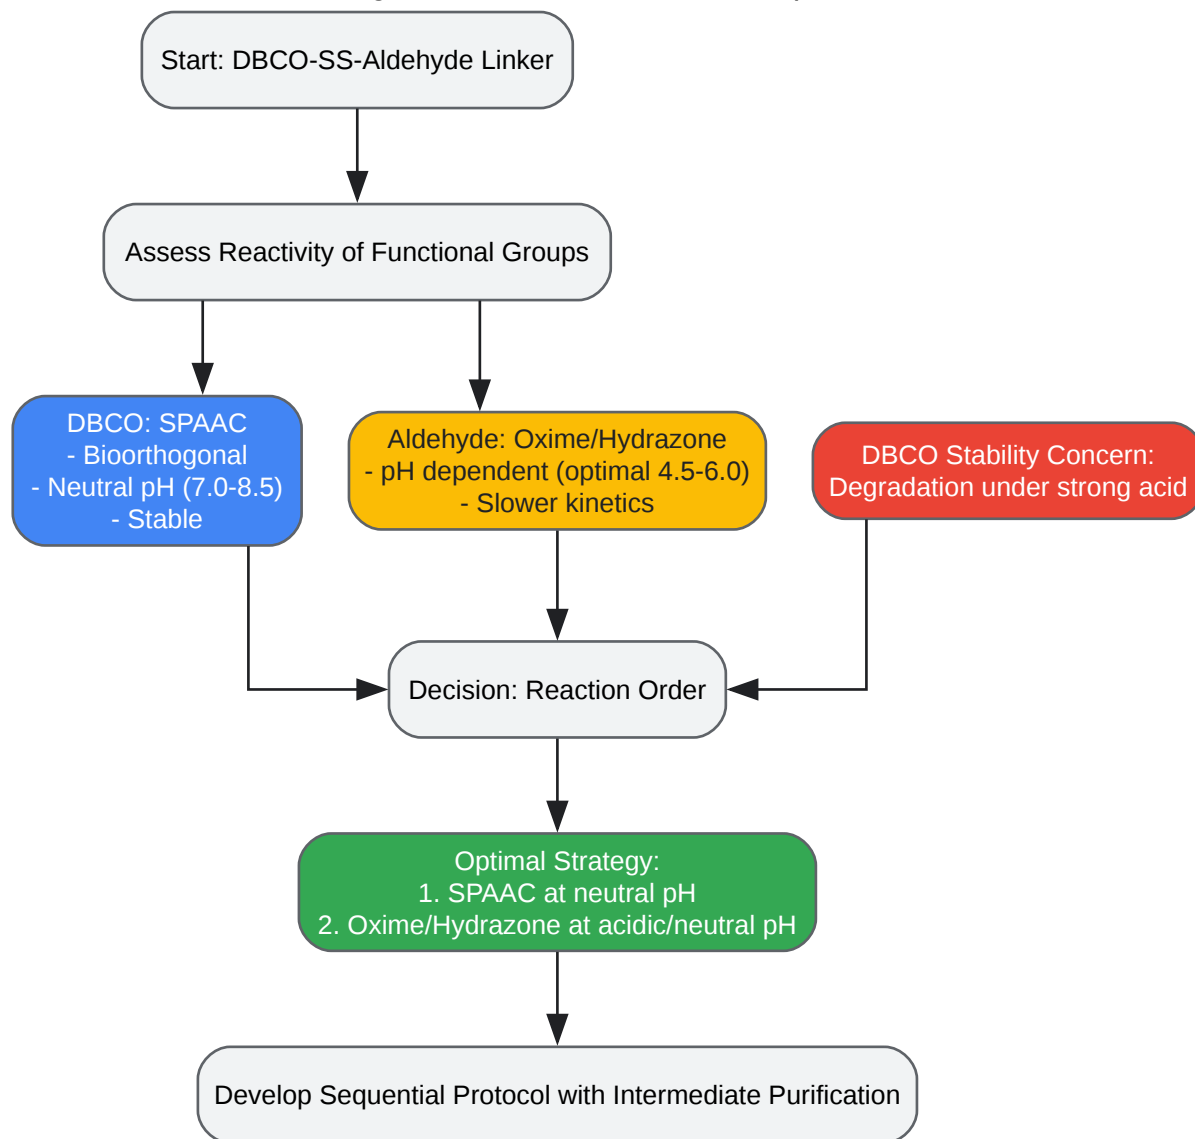 Start: DBCO-SS-Aldehyde Linker
Assess Reactivity of Functional Groups
DBCO: SPAAC
- Bioorthogonal
- Neutral pH (7.0-8.5)
- Stable
Aldehyde: Oxime/Hydrazone
- pH dependent (optimal 4.5-6.0)
- Slower kinetics
DBCO Stability Concern:
Degradation under strong acid
Decision: Reaction Order
Optimal Strategy:
1. SPAAC at neutral pH
2. Oxime/Hydrazone at acidic/neutral pH
Develop Sequential Protocol with Intermediate Purification